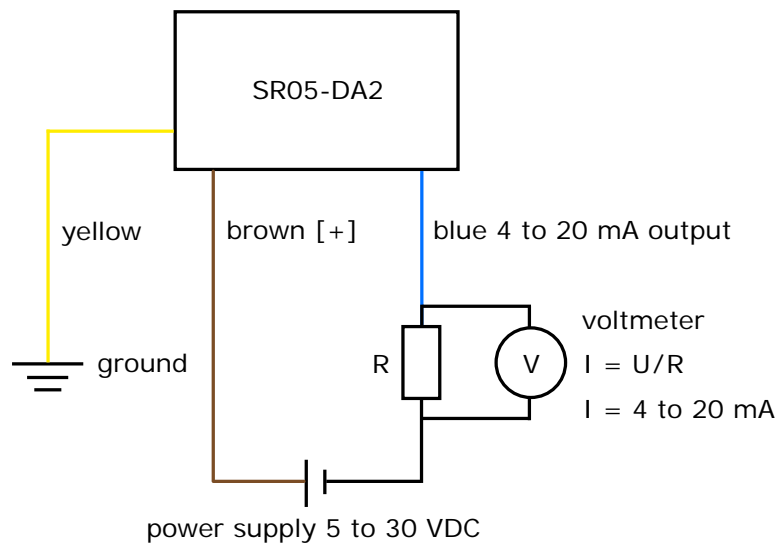 SR05-DA2
yellow
brown [+]
blue 4 to 20 mA output
voltmeter
ground
R
V
I = U/R
I = 4 to 20 mA
power supply 5 to 30 VDC